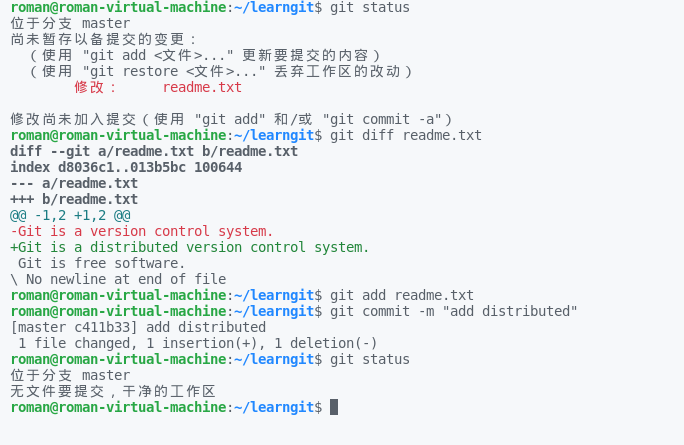 roman@roman-virtual-machine:~/learngit$ git status
位于分支 master
尚未暂存以备提交的变更：
  （使用 "git add <文件>..." 更新要提交的内容）
  （使用 "git restore <文件>..." 丢弃工作区的改动）
        修改：     readme.txt

修改尚未加入提交（使用 "git add" 和/或 "git commit -a"）
roman@roman-virtual-machine:~/learngit$ git diff readme.txt
diff --git a/readme.txt b/readme.txt
index d8036c1..013b5bc 100644
--- a/readme.txt
+++ b/readme.txt
@@ -1,2 +1,2 @@
-Git is a version control system.
+Git is a distributed version control system.
 Git is free software.
\ No newline at end of file
roman@roman-virtual-machine:~/learngit$ git add readme.txt
roman@roman-virtual-machine:~/learngit$ git commit -m "add distributed"
[master c411b33] add distributed
 1 file changed, 1 insertion(+), 1 deletion(-)
roman@roman-virtual-machine:~/learngit$ git status
位于分支 master
无文件要提交，干净的工作区
roman@roman-virtual-machine:~/learngit$